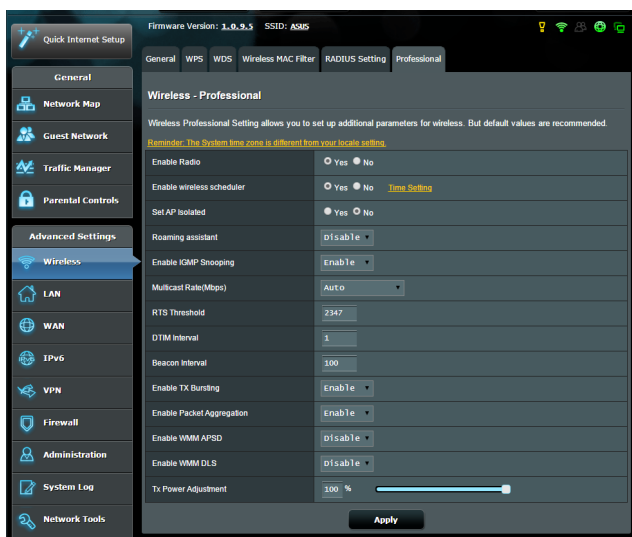 Quick Internet Setup
Firmware Version: 1.0.9.5 SSID: ASUS
General WPS WDS Wireless MAC Filter RADIUS Setting Professional
General
Network Map
Guest Network
Traffic Manager
Parental Controls
Advanced Settings
Wireless
LAN
WAN
IPv6
VPN
Firewall
Administration
System Log
Network Tools
Wireless - Professional
Wireless Professional Setting allows you to set up additional parameters for wireless. But default values are recommended.
Reminder: The System time zone is different from your locale setting.
Enable Radio Yes No
Enable wireless scheduler Yes No Time Setting
Set AP Isolated Yes No
Roaming assistant Disable
Enable IGMP Snooping Enable
Multicast Rate(Mbps) Auto
RTS Threshold 2347
DTIM Interval 1
Beacon Interval 100
Enable TX Bursting Enable
Enable Packet Aggregation Enable
Enable WMM APSD Disable
Enable WMM DLS Disable
Tx Power Adjustment 100 %
Apply